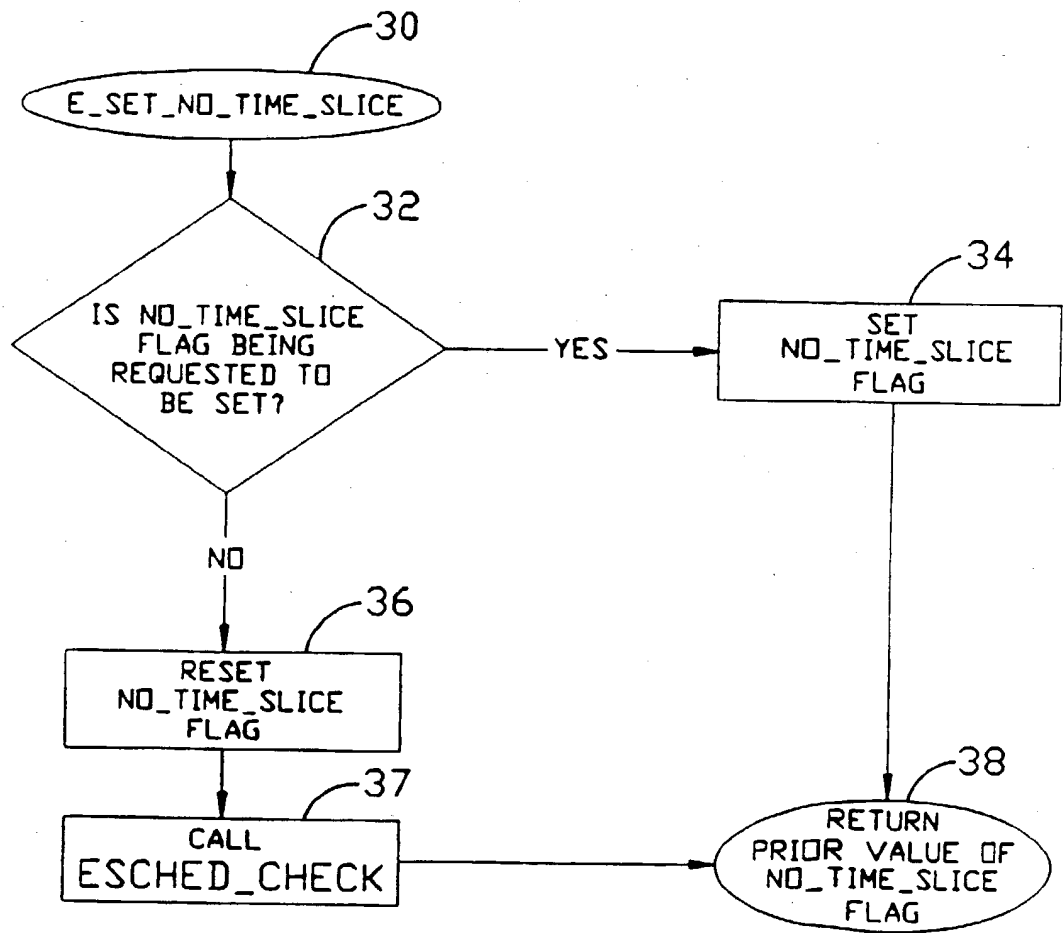 30
E_SET_NO_TIME_SLICE
32
IS NO_TIME_SLICE
FLAG BEING
REQUESTED TO
BE SET?
YES
34
SET
NO_TIME_SLICE
FLAG
NO
36
RESET
NO_TIME_SLICE
FLAG
37
CALL
ESCHED_CHECK
38
RETURN
PRIOR VALUE OF
NO_TIME_SLICE
FLAG